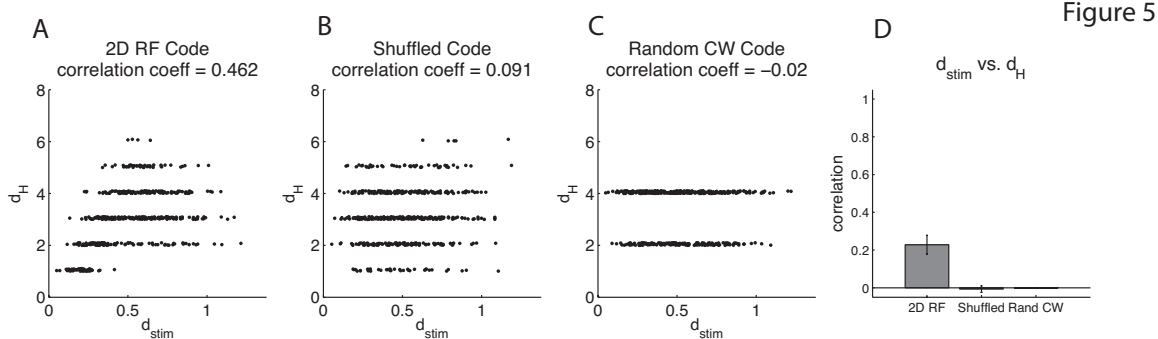 Figure 5
A
2D RF Code
correlation coeff = 0.462
8
6
4
2
0
d_H
0
0.5
1
d_stim
B
Shuffled Code
correlation coeff = 0.091
8
6
4
2
0
d_H
0
0.5
1
d_stim
C
Random CW Code
correlation coeff = −0.02
8
6
4
2
0
d_H
0
0.5
1
d_stim
D
d_stim vs. d_H
1
0.8
0.6
0.4
0.2
0
correlation
2D RF Shuffled Rand CW